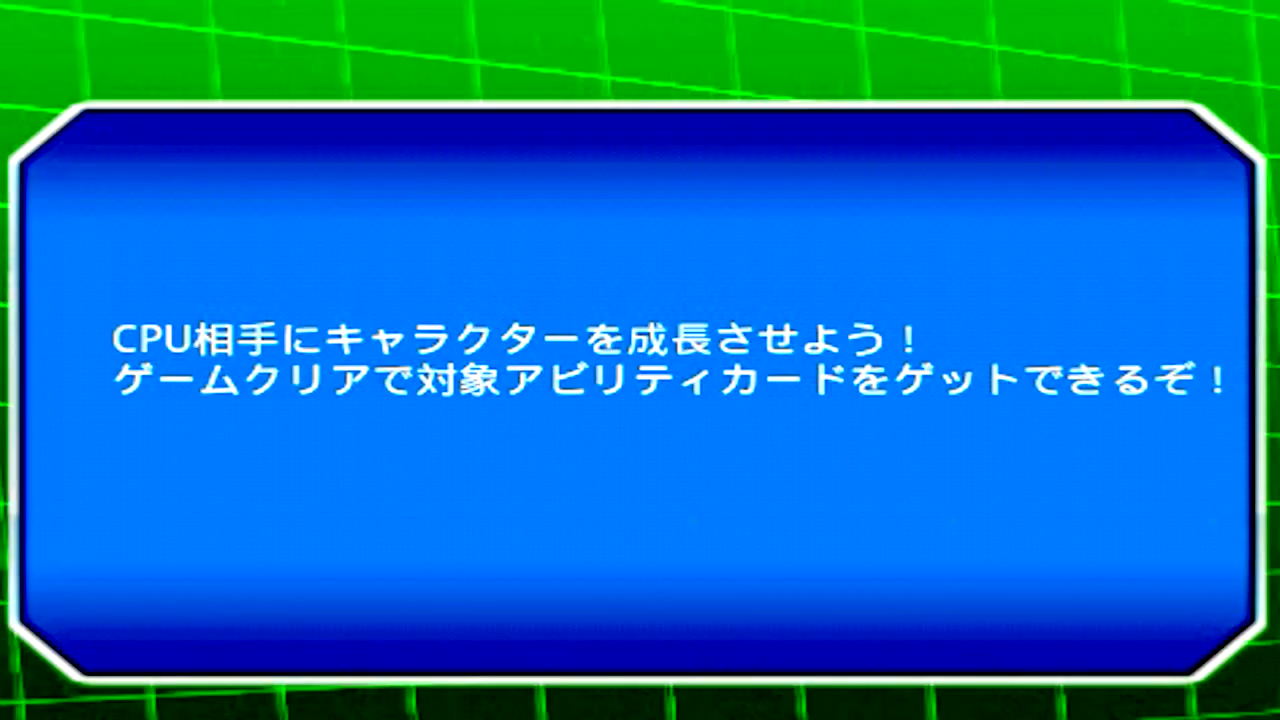 CPU相手にキャラクターを成長させよう！
ゲームクリアで対象アビリティカードをゲットできるぞ！